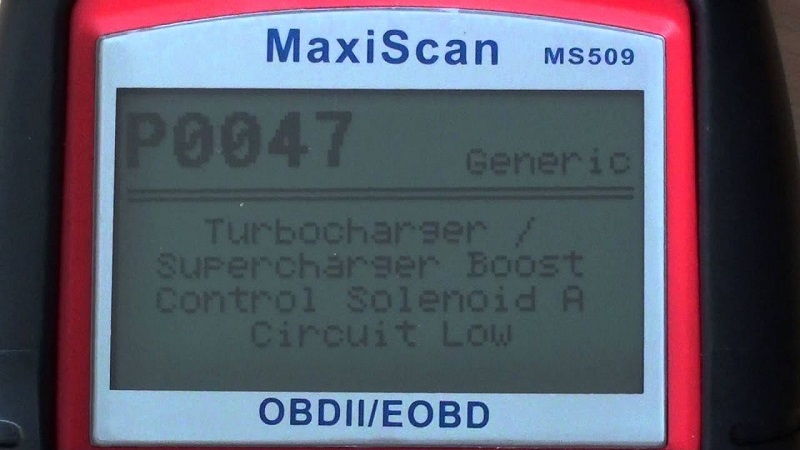 MaxiScan MS509
P0047 Generic
Turbocharger /
Supercharger Boost
Control Solenoid A
Circuit Low
OBDII/EOBD